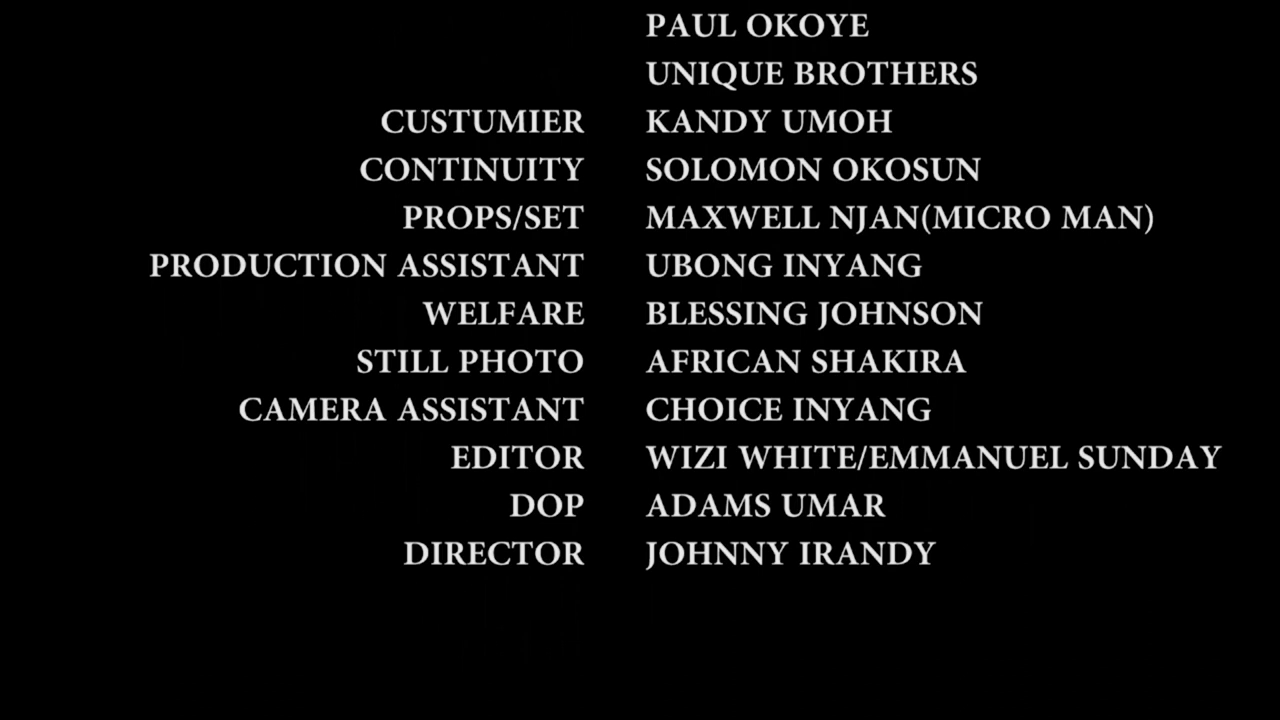 PAUL OKOYE
UNIQUE BROTHERS
CUSTUMIER KANDY UMOH
CONTINUITY SOLOMON OKOSUN
PROPS/SET MAXWELL NJAN(MICRO MAN)
PRODUCTION ASSISTANT UBONG INYANG
WELFARE BLESSING JOHNSON
STILL PHOTO AFRICAN SHAKIRA
CAMERA ASSISTANT CHOICE INYANG
EDITOR WIZI WHITE/EMMANUEL SUNDAY
DOP ADAMS UMAR
DIRECTOR JOHNNY IRANDY